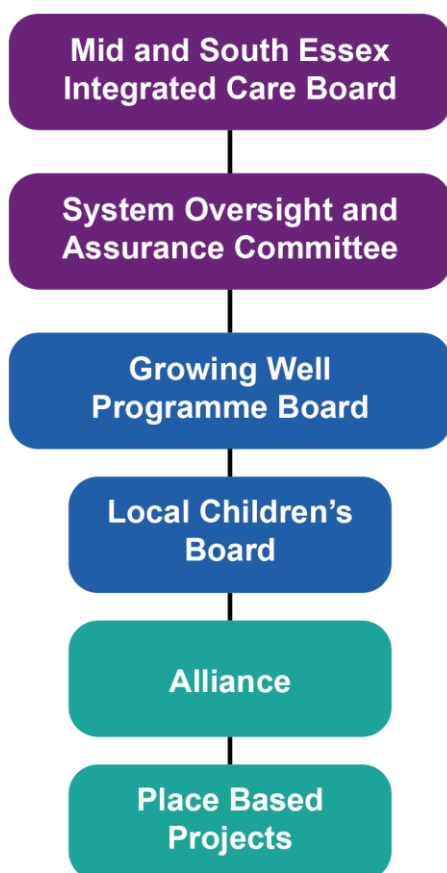 Mid and South Essex
Integrated Care Board
System Oversight and
Assurance Committee
Growing Well
Programme Board
Local Children’s
Board
Alliance
Place Based
Projects